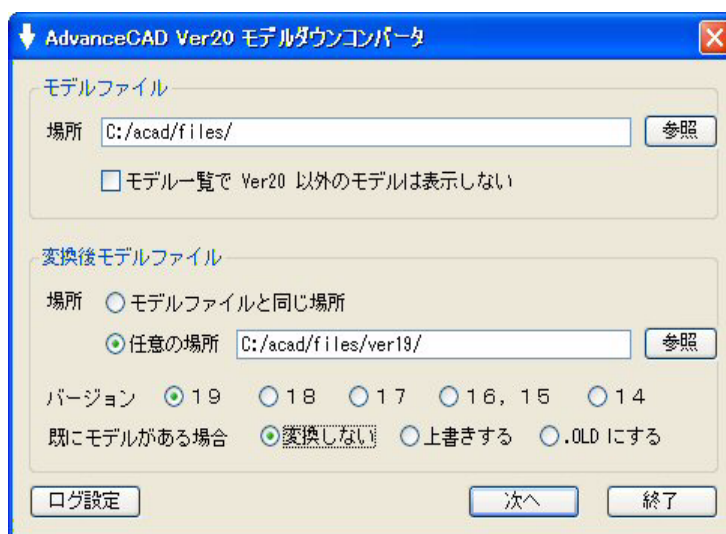 AdvanceCAD Ver20 モデルダウンコンバータ
モデルファイル
場所 C:/acad/files/ 参照
モデル一覧で Ver20 以外のモデルは表示しない
変換後モデルファイル
場所 モデルファイルと同じ場所
任意の場所 C:/acad/files/ver19/ 参照
バージョン 19 18 17 16, 15 14
既にモデルがある場合 変換しない 上書きする .OLD にする
ログ設定 次へ 終了